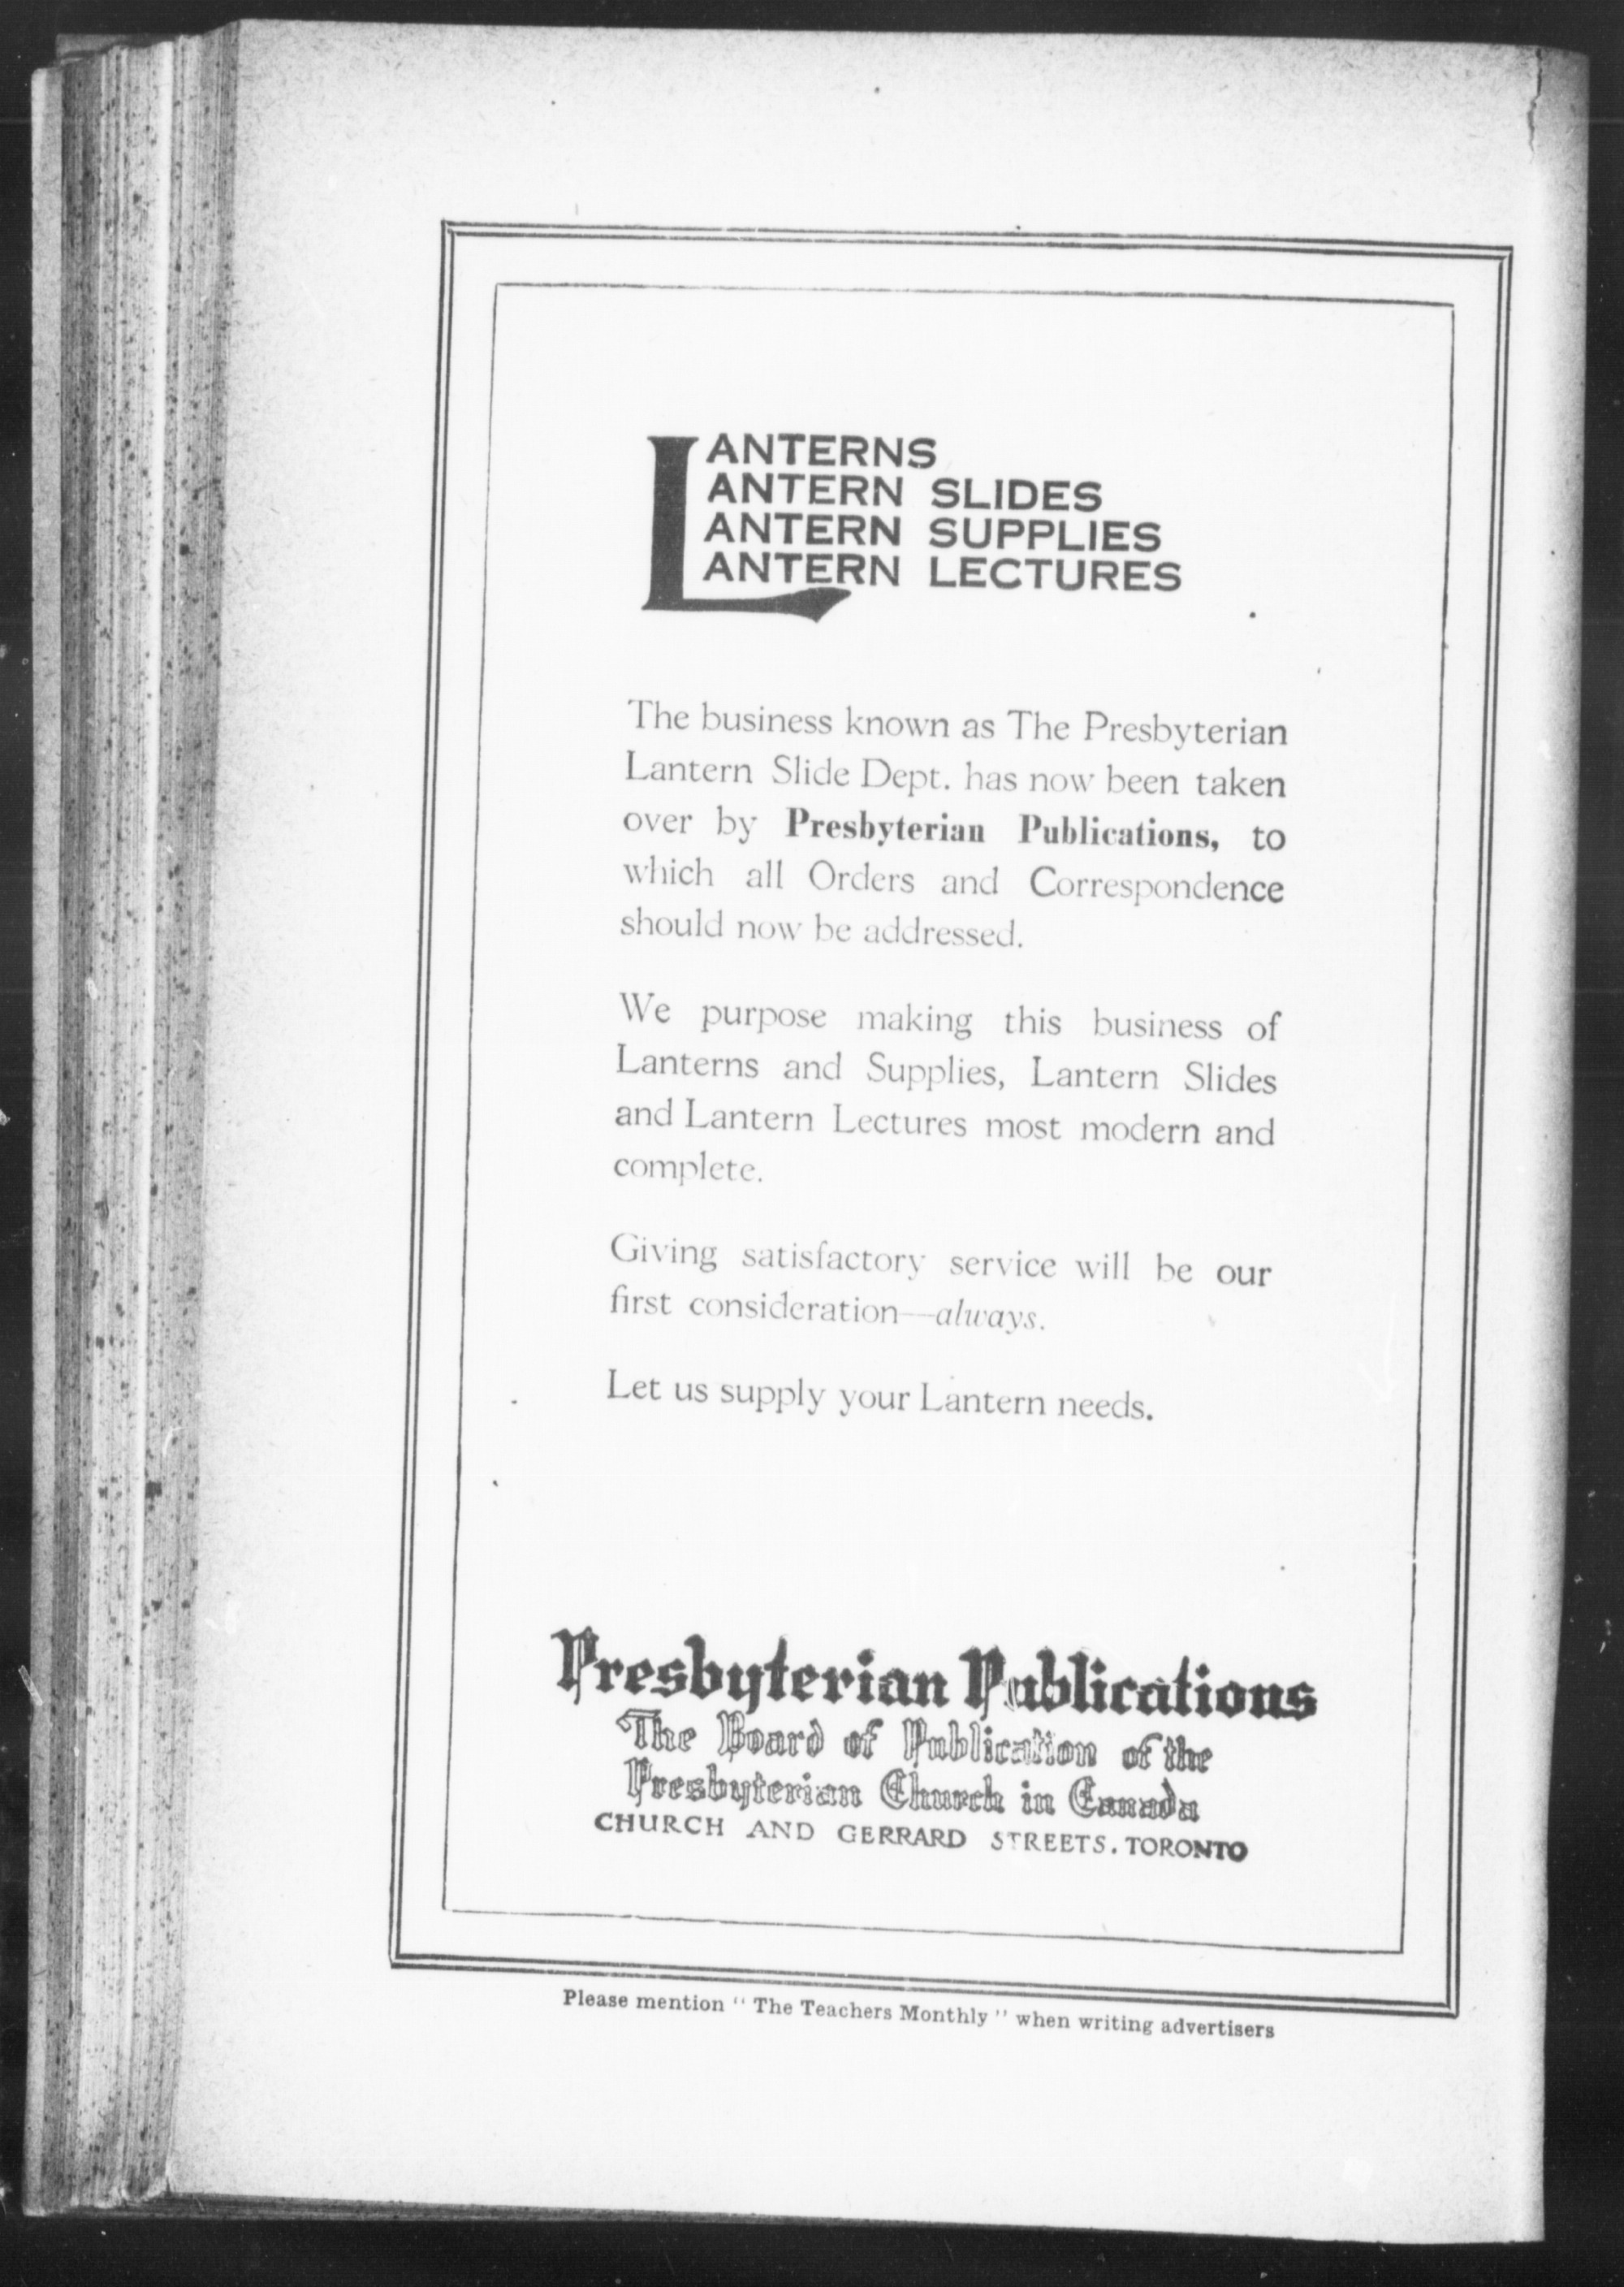 LANTERNS
LANTERN SLIDES
LANTERN SUPPLIES
LANTERN LECTURES
The business known as The Presbyterian
Lantern Slide Dept. has now been taken
over by Presbyterian Publications, to
which all Orders and Correspondence
should now be addressed.
We purpose making this business of
Lanterns and Supplies, Lantern Slides
and Lantern Lectures most modern and
complete.
Giving satisfactory service will be our
first consideration—always.
Let us supply your Lantern needs.
Presbyterian Publications
The Board of Publication of the
Presbyterian Church in Canada
CHURCH AND GERRARD STREETS. TORONTO
Please mention "The Teachers Monthly" when writing advertisers